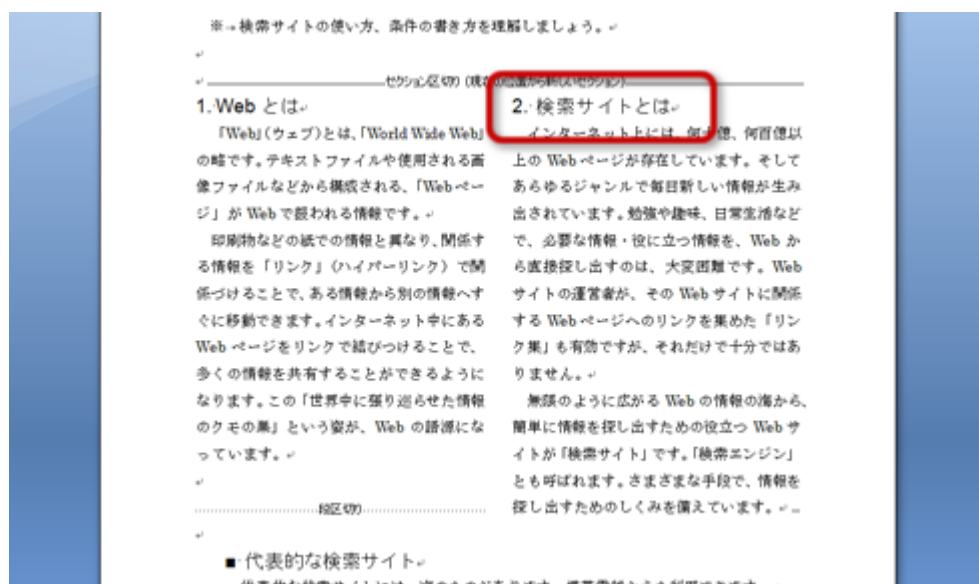 ※→検索サイトの使い方、条件の書き方を理解しましょう。
セクション区切り (現在の位置から新しいセクション)
1. Web とは
「Web」(ウェブ)とは、「World Wide Web」
の略です。テキストファイルや使用される画
像ファイルなどから構成される、「Webペー
ジ」が Web で扱われる情報です。
印刷物などの紙での情報と異なり、関係す
る情報を「リンク」(ハイパーリンク)で関
係づけることで、ある情報から別の情報へす
ぐに移動できます。インターネット中にある
Web ページをリンクで結びつけることで、
多くの情報を共有することができるように
なります。この「世界中に張り巡らせた情報
のクモの巣」という姿が、Web の語源にな
っています。
段区切り
2. 検索サイトとは
インターネット上には、何十億、何百億以
上の Web ページが存在しています。そして
あらゆるジャンルで毎日新しい情報が生み
出されています。勉強や趣味、日常生活など
で、必要な情報・役に立つ情報を、Web か
ら直接探し出すのは、大変困難です。Web
サイトの運営者が、その Web サイトに関係
する Web ページへのリンクを集めた「リン
ク集」も有効ですが、それだけで十分ではあ
りません。
無限のように広がる Web の情報の海から、
簡単に情報を探し出すための役立つ Web サ
イトが「検索サイト」です。「検索エンジン」
とも呼ばれます。さまざまな手段で、情報を
探し出すためのしくみを備えています。
■ 代表的な検索サイト